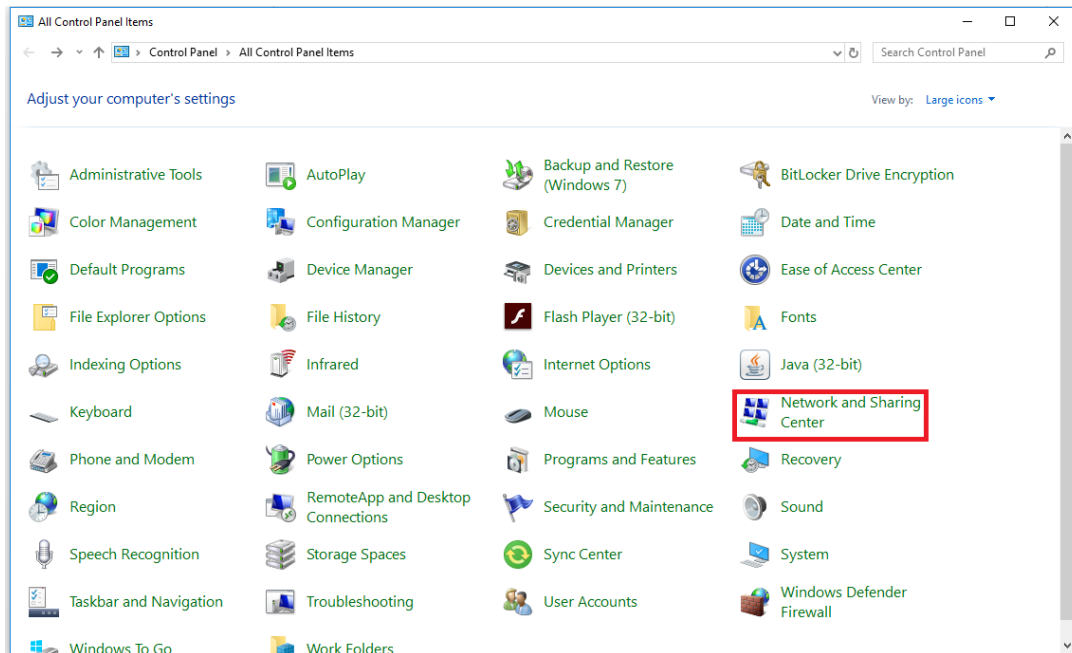 All Control Panel Items
Control Panel > All Control Panel Items
Search Control Panel
Adjust your computer's settings
View by: Large icons
Administrative Tools
AutoPlay
Backup and Restore
(Windows 7)
BitLocker Drive Encryption
Color Management
Configuration Manager
Credential Manager
Date and Time
Default Programs
Device Manager
Devices and Printers
Ease of Access Center
File Explorer Options
File History
Flash Player (32-bit)
Fonts
Indexing Options
Infrared
Internet Options
Java (32-bit)
Keyboard
Mail (32-bit)
Mouse
Network and Sharing
Center
Phone and Modem
Power Options
Programs and Features
Recovery
Region
RemoteApp and Desktop
Connections
Security and Maintenance
Sound
Speech Recognition
Storage Spaces
Sync Center
System
Taskbar and Navigation
Troubleshooting
User Accounts
Windows Defender
Firewall
Windows To Go
Work Folders